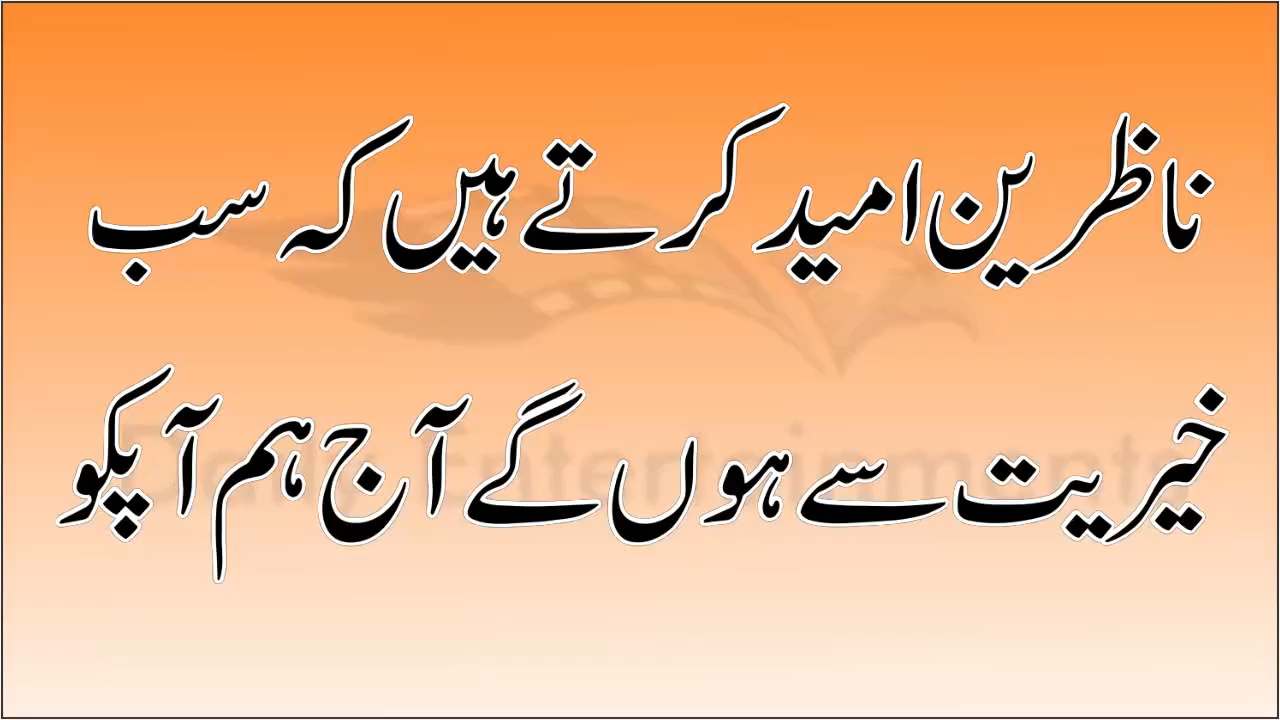 ناظرین امید کرتے ہیں کہ سب
خیریت سے ہوں گے آج ہم آپکو